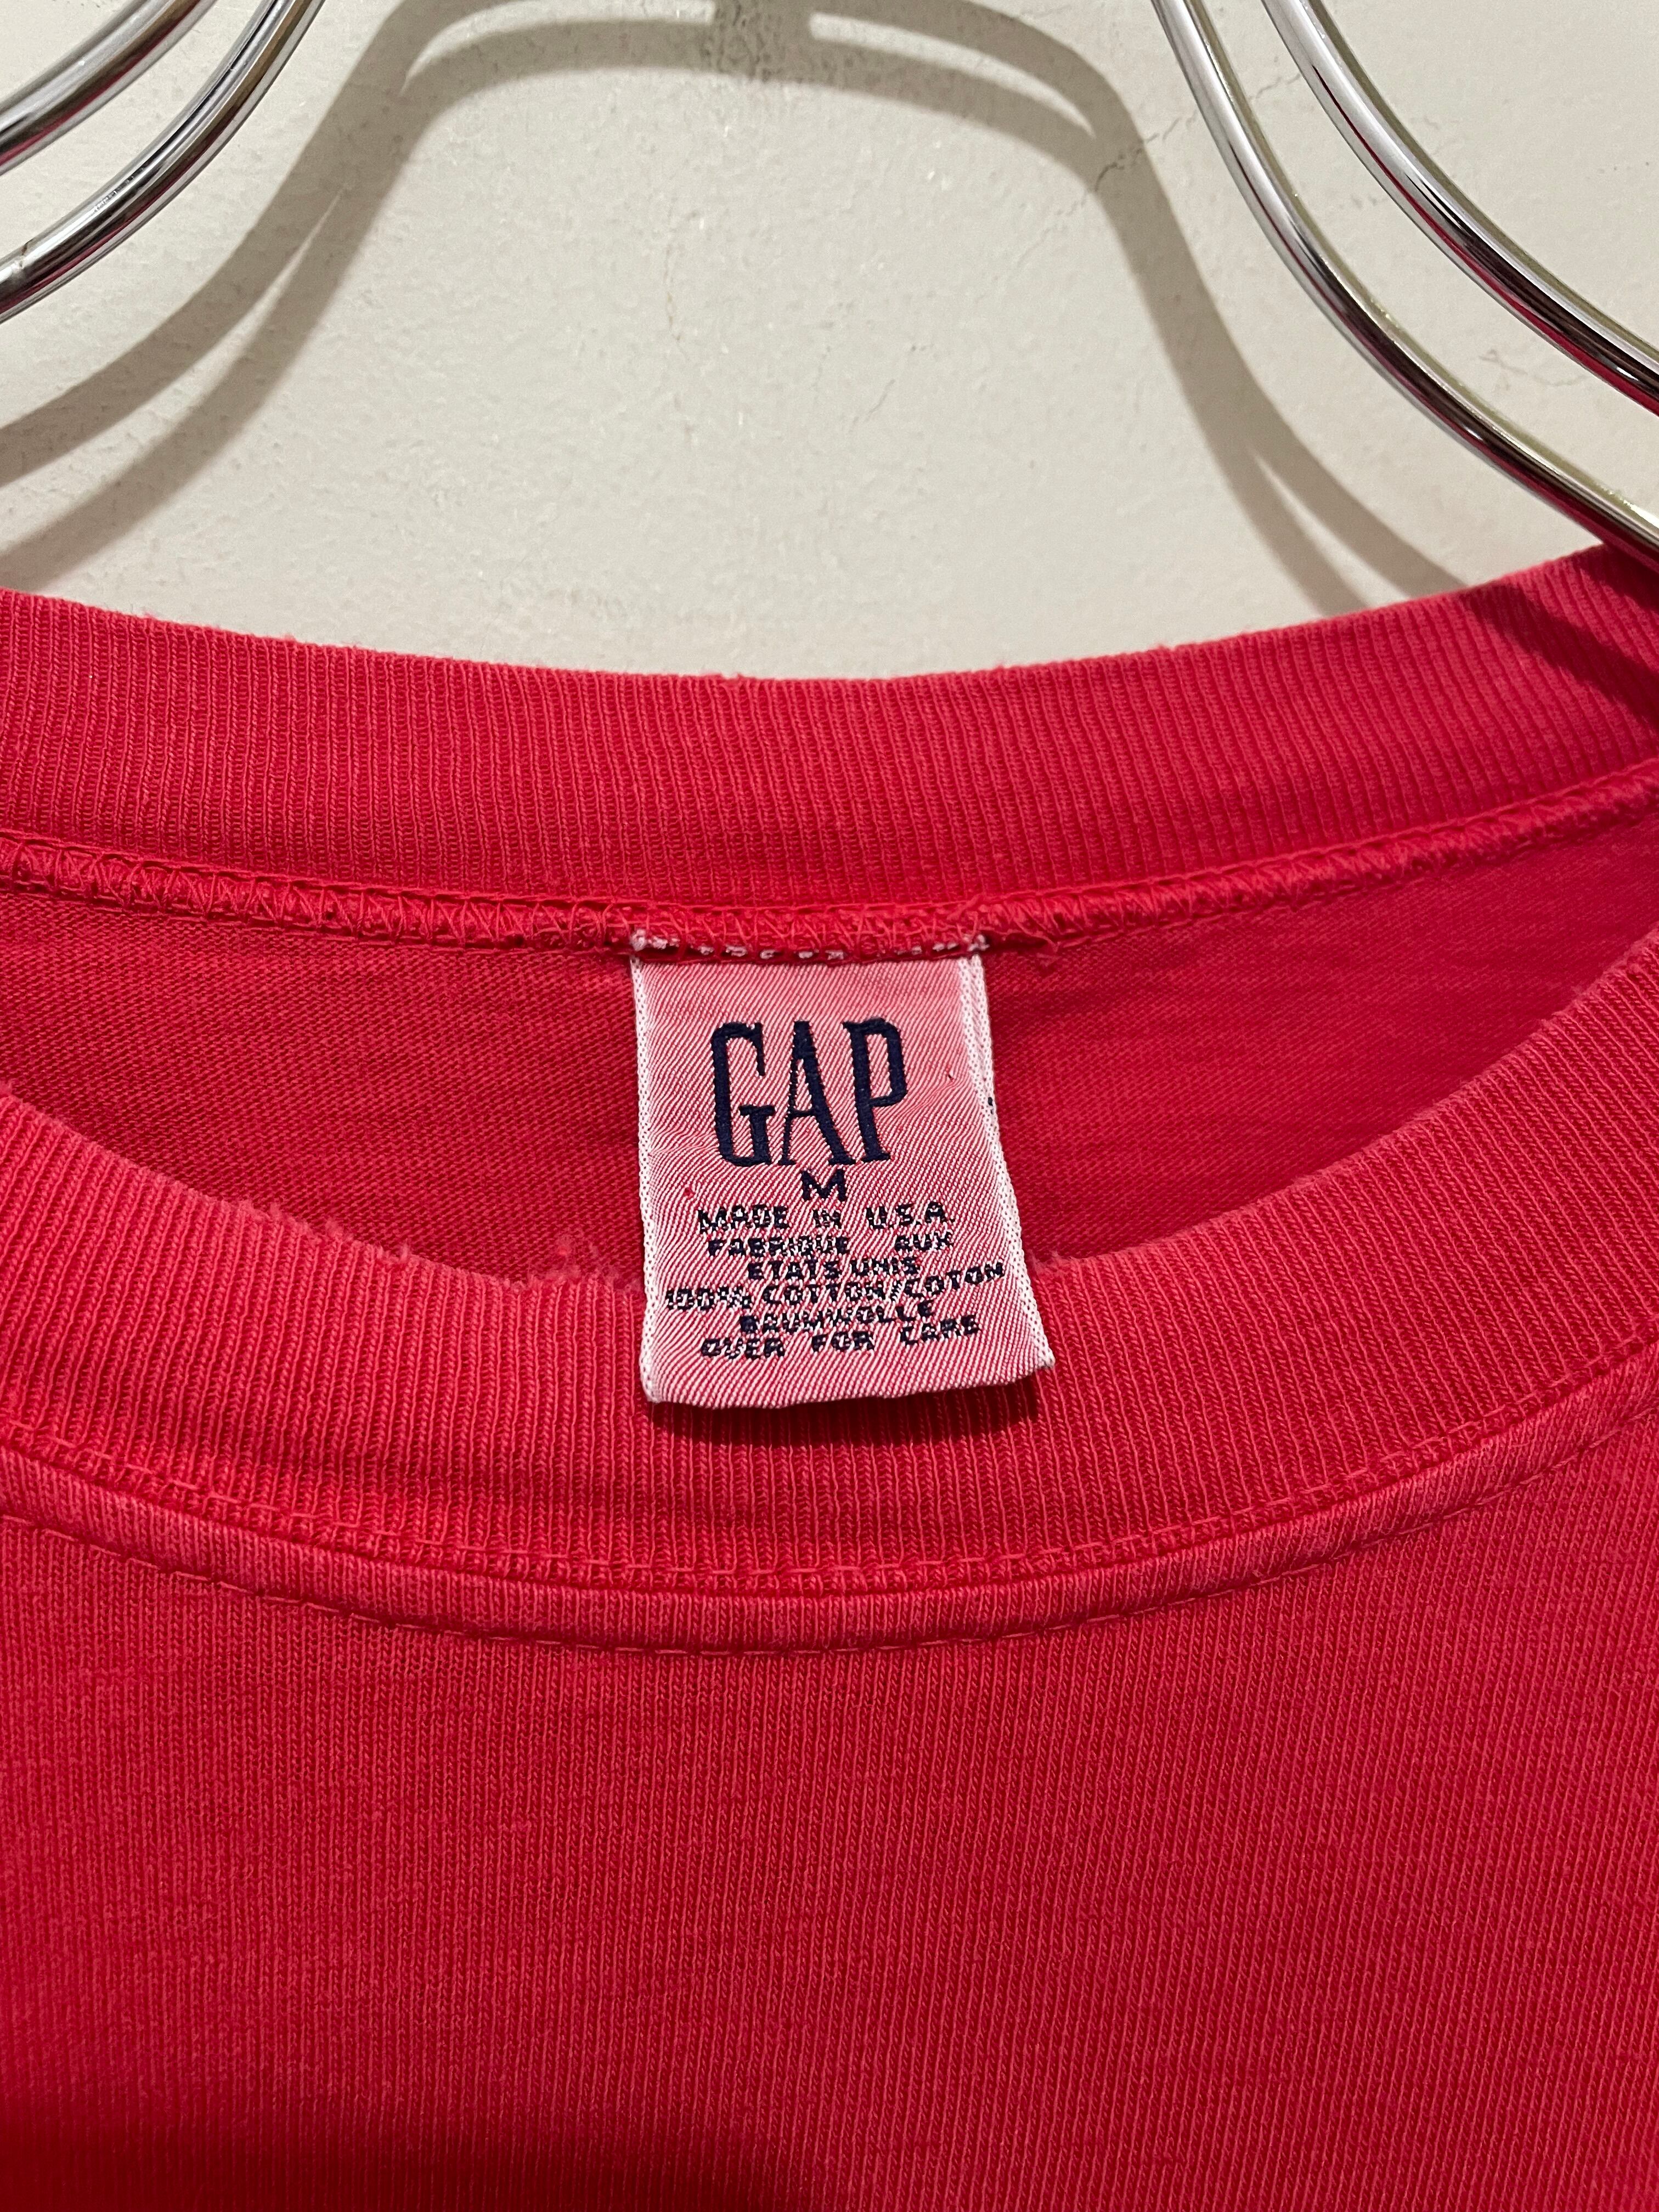 GAP
M
MADE IN U.S.A.
FABRIQUE AUX
ETATS UNIS
100% COTTON/COTON
BAUMWOLLE
OVER FOR CARE